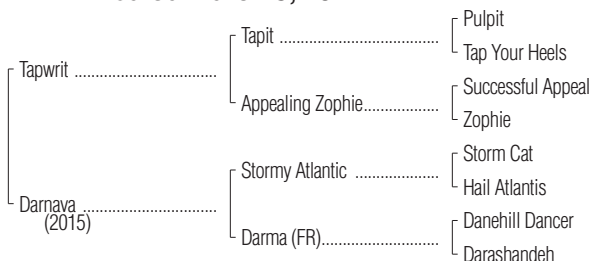 Pulpit
Tapit
Tap Your Heels
Tapwrit
Successful Appeal
Appealing Zophie
Zophie
Storm Cat
Stormy Atlantic
Hail Atlantis
Darnava
(2015)
Danehill Dancer
Darma (FR)
Darashandeh